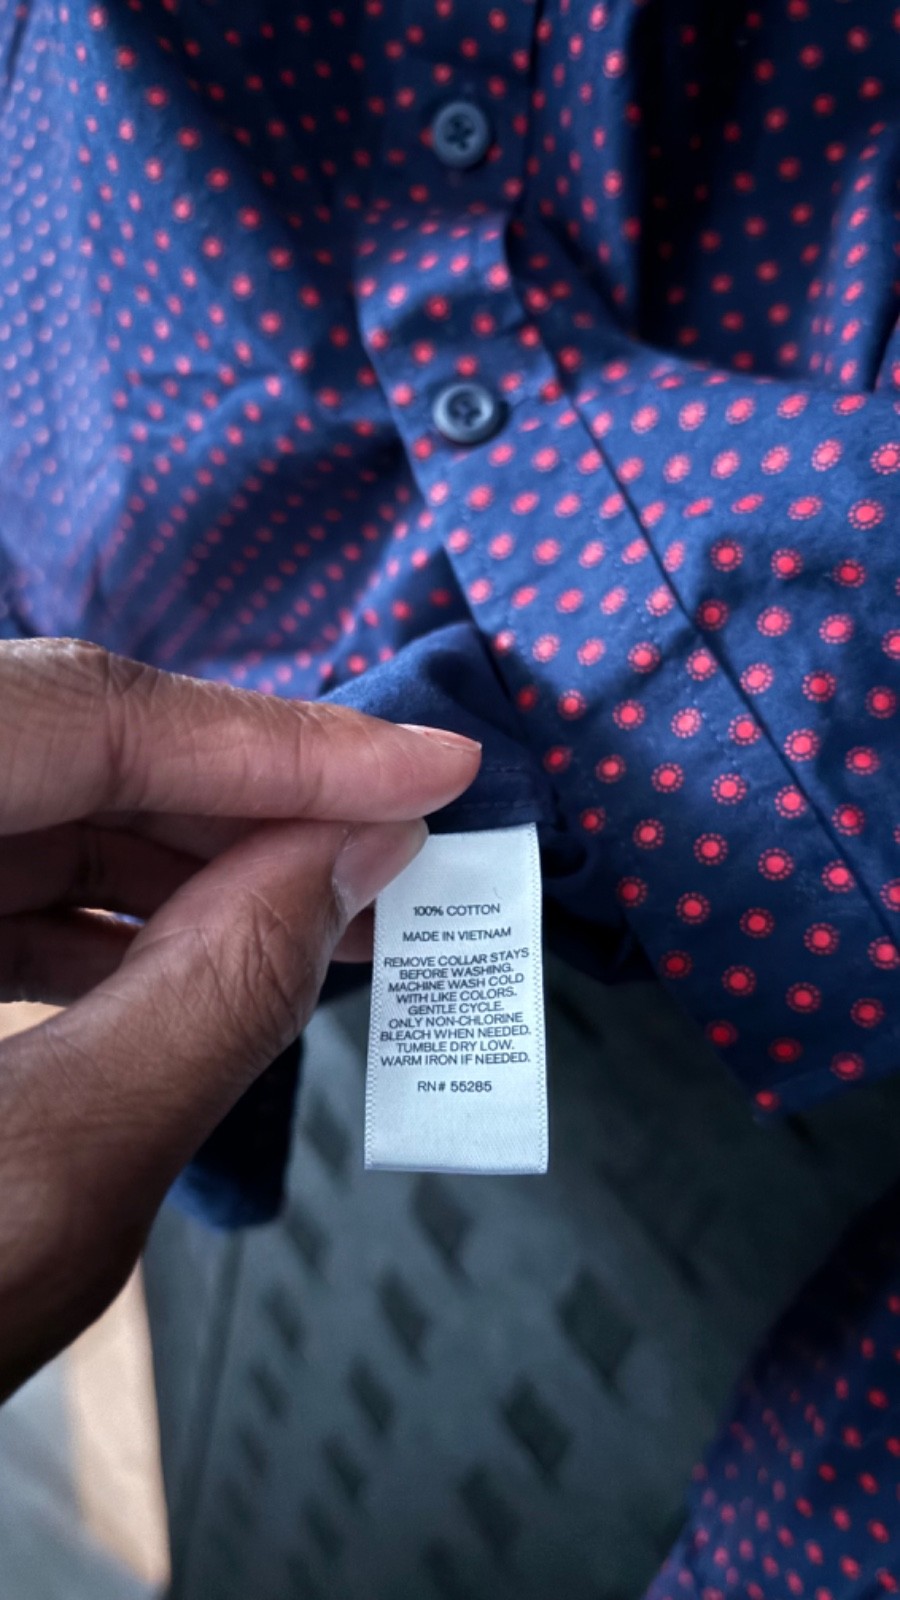 100% COTTON
MADE IN VIETNAM
REMOVE COLLAR STAYS
BEFORE WASHING.
MACHINE WASH COLD
WITH LIKE COLORS.
GENTLE CYCLE.
ONLY NON-CHLORINE
BLEACH WHEN NEEDED.
TUMBLE DRY LOW.
WARM IRON IF NEEDED.
RN# 55285